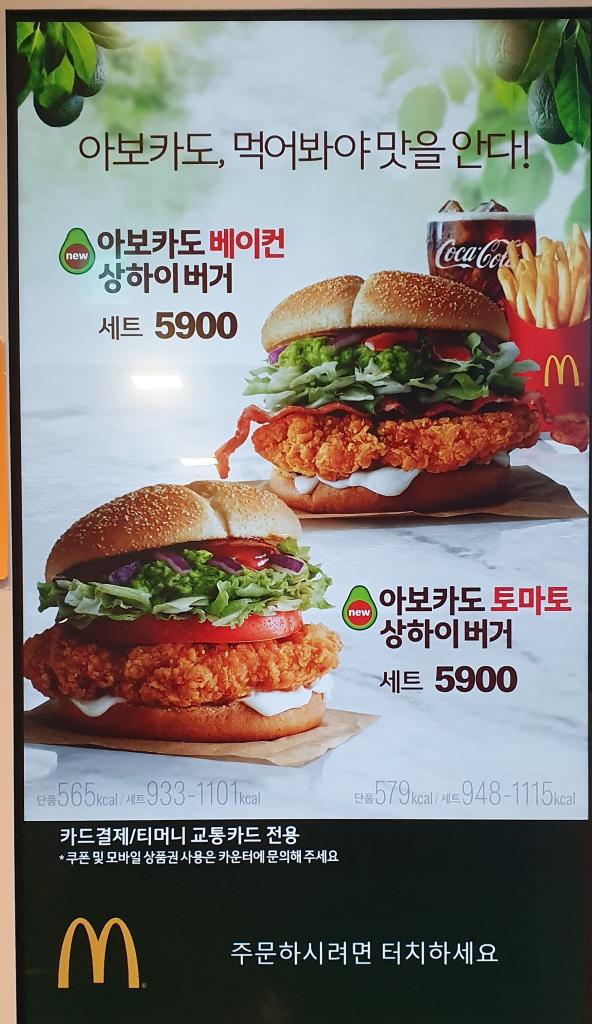 아보카도, 먹어봐야 맛을 안다!
new
아보카도 베이컨
상하이 버거
세트 5900
Coca-Cola
new
아보카도 토마토
상하이 버거
세트 5900
단품565kcal / 세트933-1101kcal
단품579kcal / 세트948-1115kcal
카드결제/티머니 교통카드 전용
*쿠폰 및 모바일 상품권 사용은 카운터에 문의해 주세요
주문하시려면 터치하세요